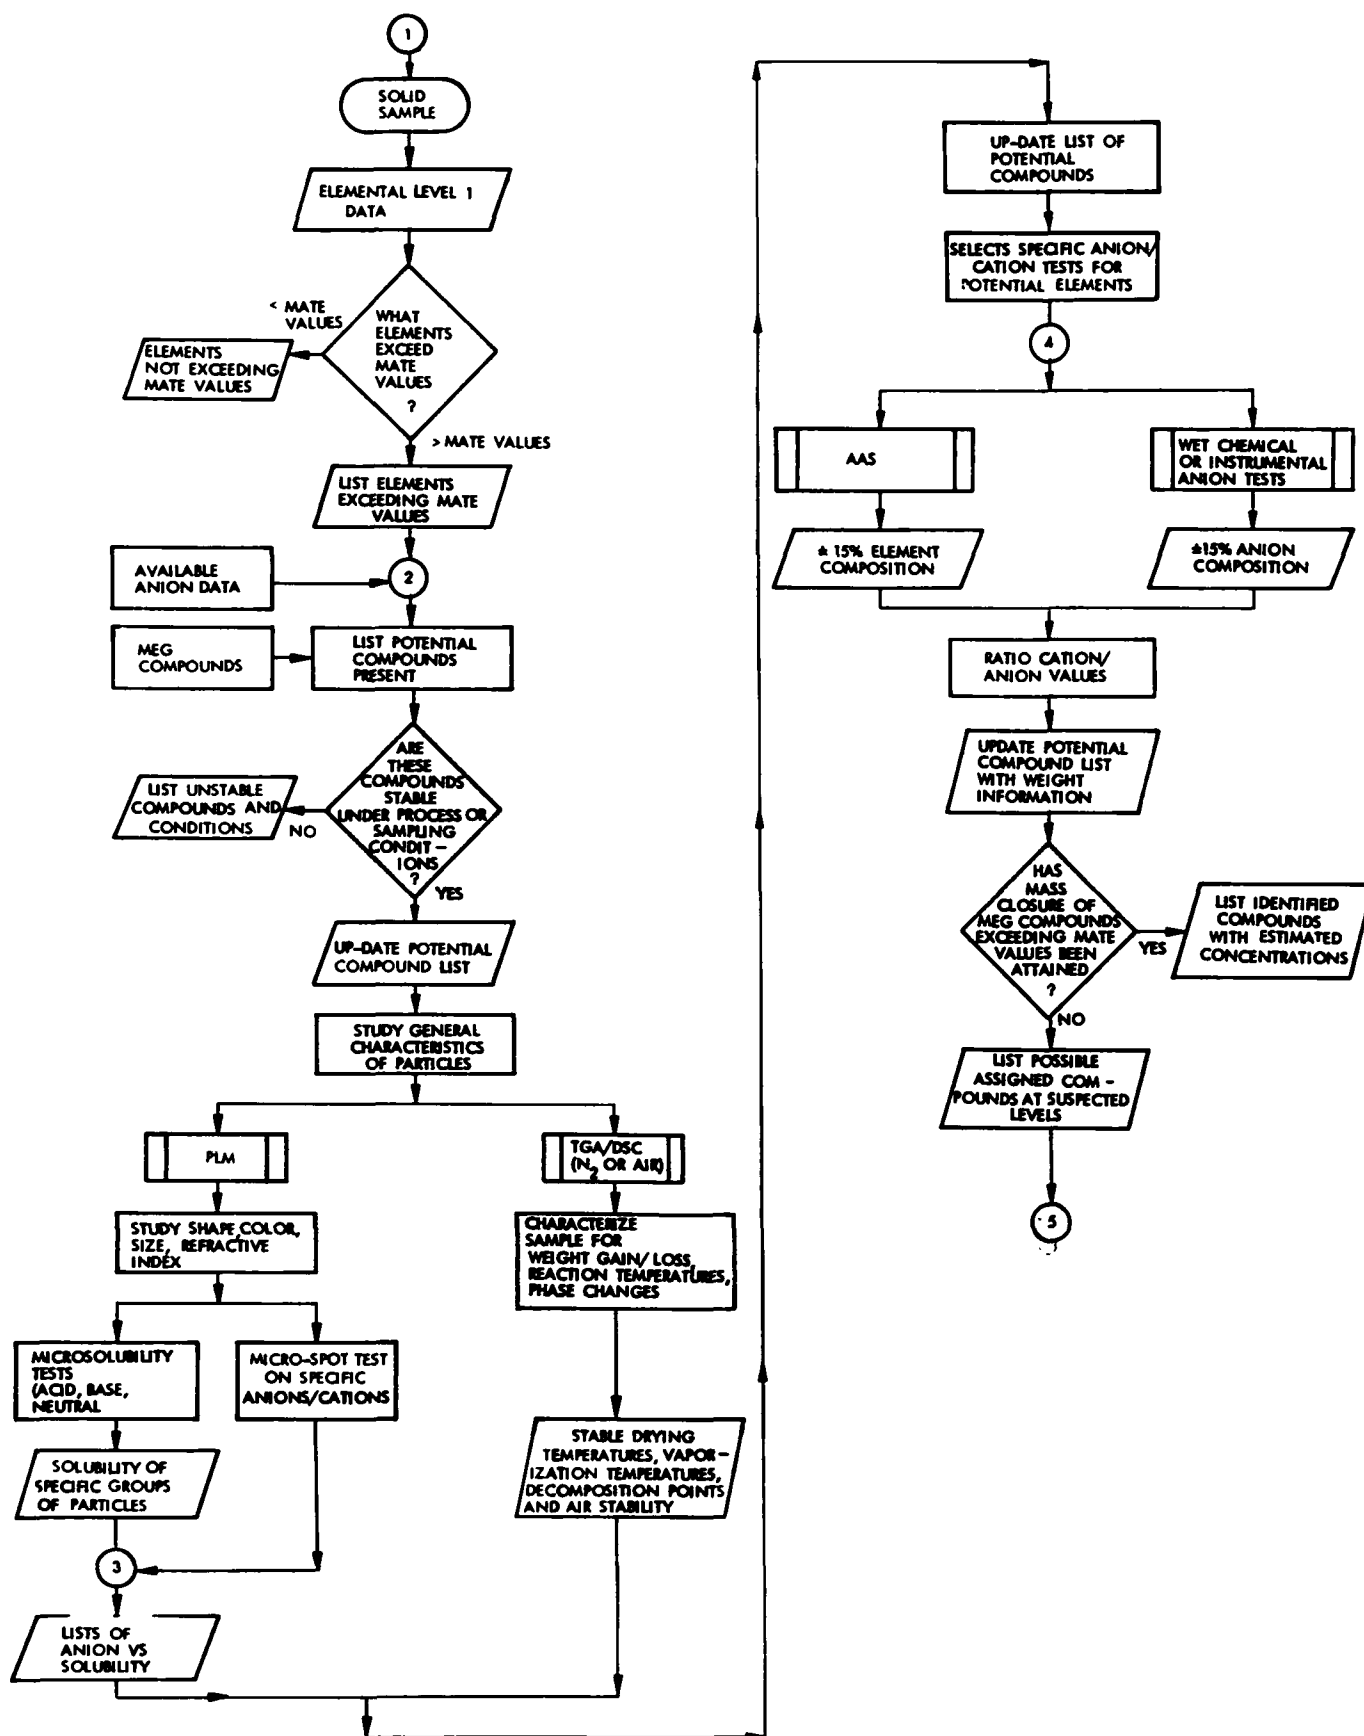 1
SOLID
SAMPLE
ELEMENTAL LEVEL 1
DATA
< MATE
VALUES
WHAT
ELEMENTS
EXCEED
MATE
VALUES
?
ELEMENTS
NOT EXCEEDING
MATE VALUES
> MATE VALUES
LIST ELEMENTS
EXCEEDING MATE
VALUES
AVAILABLE
ANION DATA
2
MEG
COMPOUNDS
LIST POTENTIAL
COMPOUNDS
PRESENT
ARE
THESE
COMPOUNDS
STABLE
UNDER PROCESS OR
SAMPLING
CONDIT-
IONS
?
LIST UNSTABLE
COMPOUNDS AND
CONDITIONS
NO
YES
UP-DATE POTENTIAL
COMPOUND LIST
STUDY GENERAL
CHARACTERISTICS
OF PARTICLES
PLM
TGA/DSC
(N2 OR AIR)
STUDY SHAPE,COLOR,
SIZE, REFRACTIVE
INDEX
CHARACTERIZE
SAMPLE FOR
WEIGHT GAIN/LOSS,
REACTION TEMPERATURES,
PHASE CHANGES
MICROSOLUBILITY
TESTS
(ACID, BASE,
NEUTRAL
MICRO-SPOT TEST
ON SPECIFIC
ANIONS/CATIONS
SOLUBILITY OF
SPECIFIC GROUPS
OF PARTICLES
STABLE DRYING
TEMPERATURES, VAPOR-
IZATION TEMPERATURES,
DECOMPOSITION POINTS
AND AIR STABILITY
3
LISTS OF
ANION VS
SOLUBILITY
UP-DATE LIST OF
POTENTIAL
COMPOUNDS
SELECTS SPECIFIC ANION/
CATION TESTS FOR
POTENTIAL ELEMENTS
4
AAS
WET CHEMICAL
OR INSTRUMENTAL
ANION TESTS
± 15% ELEMENT
COMPOSITION
±15% ANION
COMPOSITION
RATIO CATION/
ANION VALUES
UPDATE POTENTIAL
COMPOUND LIST
WITH WEIGHT
INFORMATION
HAS
MASS
CLOSURE OF
MEG COMPOUNDS
EXCEEDING MATE
VALUES BEEN
ATTAINED
?
YES
LIST IDENTIFIED
COMPOUNDS
WITH ESTIMATED
CONCENTRATIONS
NO
LIST POSSIBLE
ASSIGNED COM-
POUNDS AT SUSPECTED
LEVELS
5